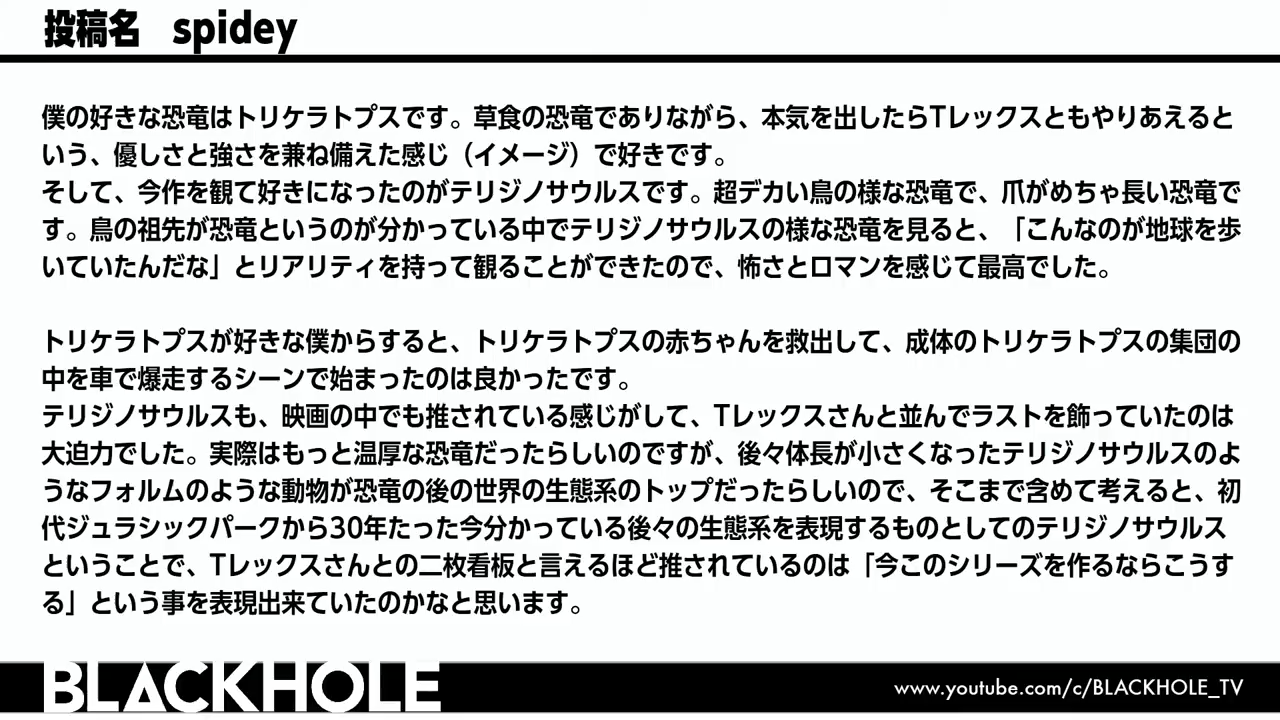 投稿名 spidey
僕の好きな恐竜はトリケラトプスです。草食の恐竜でありながら、本気を出したらTレックスともやりあえると
いう、優しさと強さを兼ね備えた感じ（イメージ）で好きです。
そして、今作を観て好きになったのがテリジノサウルスです。超デカい鳥の様な恐竜で、爪がめちゃ長い恐竜で
す。鳥の祖先が恐竜というのが分かっている中でテリジノサウルスの様な恐竜を見ると、「こんなのが地球を歩
いていたんだな」とリアリティを持って観ることができたので、怖さとロマンを感じて最高でした。
トリケラトプスが好きな僕からすると、トリケラトプスの赤ちゃんを救出して、成体のトリケラトプスの集団の
中を車で爆走するシーンで始まったのは良かったです。
テリジノサウルスも、映画の中でも推されている感じがして、Tレックスさんと並んでラストを飾っていたのは
大迫力でした。実際はもっと温厚な恐竜だったらしいのですが、後々体長が小さくなったテリジノサウルスのよ
うなフォルムのような動物が恐竜の後の世界の生態系のトップだったらしいので、そこまで含めて考えると、初
代ジュラシックパークから30年たった今分かっている後々の生態系を表現するものとしてのテリジノサウルス
ということで、Tレックスさんとの二枚看板と言えるほど推されているのは「今このシリーズを作るならこうす
る」という事を表現出来ていたのかなと思います。
BLACKHOLE
www.youtube.com/c/BLACKHOLE_TV